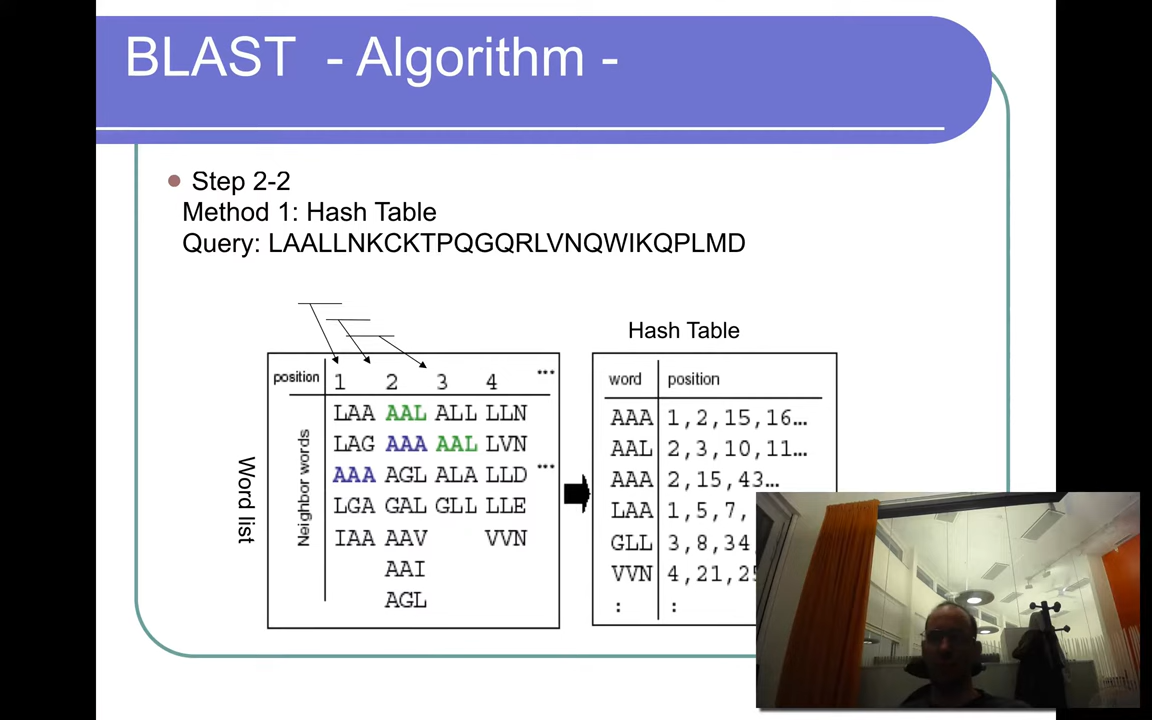 BLAST - Algorithm -
Step 2-2
Method 1: Hash Table
Query: LAALLNKCKTPQGQRLVNQWIKQPLMD
Word list
position 1 2 3 4 ...
Neighbor words
LAA AAL ALL LLN
LAG AAA AAL LVN
AAA AGL ALA LLD ...
LGA GAL GLL LLE
IAA AAV VVN
AAI
AGL
Hash Table
word position
AAA 1,2,15,16...
AAL 2,3,10,11...
AAA 2,15,43...
LAA 1,5,7,
GLL 3,8,34
VVN 4,21,25
: :